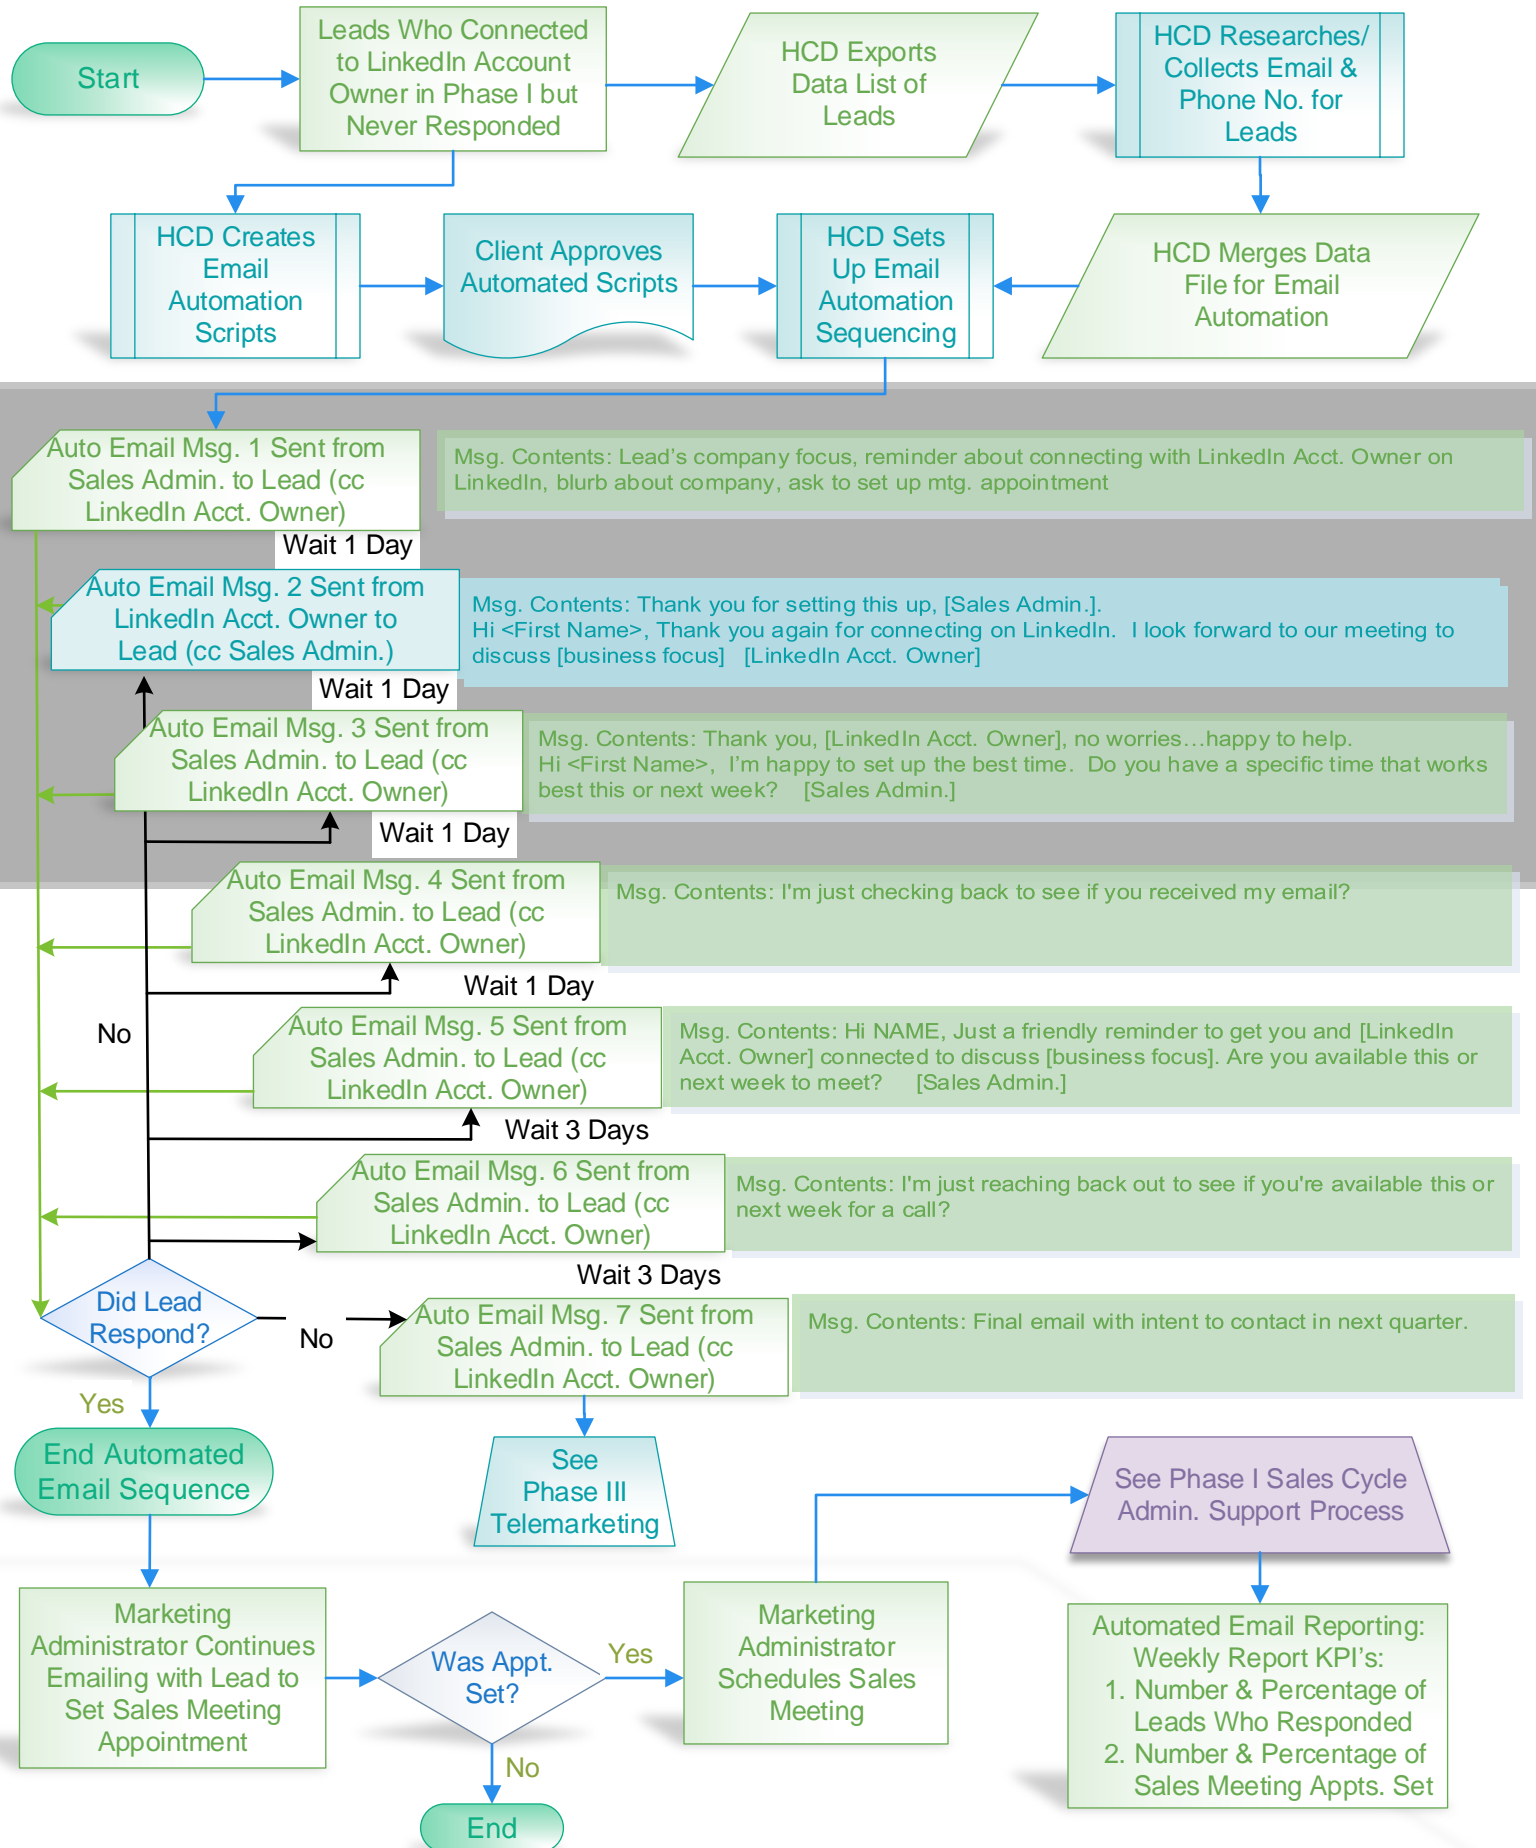 Start
Leads Who Connected
to LinkedIn Account
Owner in Phase I but
Never Responded
HCD Exports
Data List of
Leads
HCD Researches/
Collects Email &
Phone No. for
Leads
HCD Creates
Email
Automation
Scripts
Client Approves
Automated Scripts
HCD Sets
Up Email
Automation
Sequencing
HCD Merges Data
File for Email
Automation
Auto Email Msg. 1 Sent from
Sales Admin. to Lead (cc
LinkedIn Acct. Owner)
Msg. Contents: Lead's company focus, reminder about connecting with LinkedIn Acct. Owner on
LinkedIn, blurb about company, ask to set up mtg. appointment
Wait 1 Day
Auto Email Msg. 2 Sent from
LinkedIn Acct. Owner to
Lead (cc Sales Admin.)
Msg. Contents: Thank you for setting this up, [Sales Admin.].
Hi <First Name>, Thank you again for connecting on LinkedIn.  I look forward to our meeting to
discuss [business focus]   [LinkedIn Acct. Owner]
Wait 1 Day
Auto Email Msg. 3 Sent from
Sales Admin. to Lead (cc
LinkedIn Acct. Owner)
Msg. Contents: Thank you, [LinkedIn Acct. Owner], no worries…happy to help.
Hi <First Name>,  I'm happy to set up the best time.  Do you have a specific time that works
best this or next week?    [Sales Admin.]
Wait 1 Day
Auto Email Msg. 4 Sent from
Sales Admin. to Lead (cc
LinkedIn Acct. Owner)
Msg. Contents: I'm just checking back to see if you received my email?
Wait 1 Day
No
Auto Email Msg. 5 Sent from
Sales Admin. to Lead (cc
LinkedIn Acct. Owner)
Msg. Contents: Hi NAME, Just a friendly reminder to get you and [LinkedIn
Acct. Owner] connected to discuss [business focus]. Are you available this or
next week to meet?     [Sales Admin.]
Wait 3 Days
Auto Email Msg. 6 Sent from
Sales Admin. to Lead (cc
LinkedIn Acct. Owner)
Msg. Contents: I'm just reaching back out to see if you're available this or
next week for a call?
Wait 3 Days
Did Lead
Respond?
No
Auto Email Msg. 7 Sent from
Sales Admin. to Lead (cc
LinkedIn Acct. Owner)
Msg. Contents: Final email with intent to contact in next quarter.
Yes
End Automated
Email Sequence
See
Phase III
Telemarketing
See Phase I Sales Cycle
Admin. Support Process
Marketing
Administrator Continues
Emailing with Lead to
Set Sales Meeting
Appointment
Was Appt.
Set?
Yes
No
End
Marketing
Administrator
Schedules Sales
Meeting
Automated Email Reporting:
Weekly Report KPI's:
1. Number & Percentage of
Leads Who Responded
2. Number & Percentage of
Sales Meeting Appts. Set